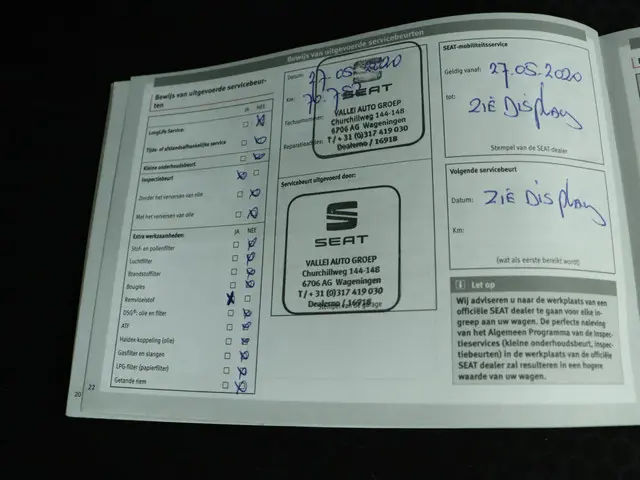 Bewijs van uitgevoerde servicebeurten
Bewijs van uitgevoerde servicebeur-
ten
JA NEE
LongLife Service:
Tijds- of afstandsafhankelijke service
Kleine onderhoudsbeurt
Inspectiebeurt
Zonder het verversen van olie
Met het verversen van olie
Extra werkzaamheden: JA NEE
Stof- en pollenfilter
Luchtfilter
Brandstoffilter
Bougies
Remvloeistof
DSG®: olie en filter
ATF
Haldex-koppeling (olie)
Gasfilter en slangen
LPG-filter (papierfilter)
Getande riem
20 22
Datum: 27.05.2020
Km:
Factuurnummer:
SEAT
VALLEI AUTO GROEP
Churchillweg 144-148
6706 AG Wageningen
T / + 31 (0)317 419 030
Dealerno / 16918
Servicebeurt uitgevoerd door:
SEAT
VALLEI AUTO GROEP
Churchillweg 144-148
6706 AG Wageningen
T / + 31 (0)317 419 030
Dealerno / 16918
SEAT-mobiliteitsservice
Geldig vanaf: 27.05.2020
tot: ZIE DISPLAY
Stempel van de SEAT-dealer
Volgende servicebeurt
Datum: ZIE DISPLAY
Km:
(wat als eerste bereikt word)
i Let op
Wij adviseren u naar de werkplaats van een
officiële SEAT dealer te gaan voor elke in-
greep aan uw wagen. De perfecte naleving
van het Algemeen Programma van de Inspec-
tieservices (kleine onderhoudsbeurt, inspec-
tiebeurten) in de werkplaats van de officiële
SEAT dealer zal resulteren in een hogere
waarde van uw wagen.